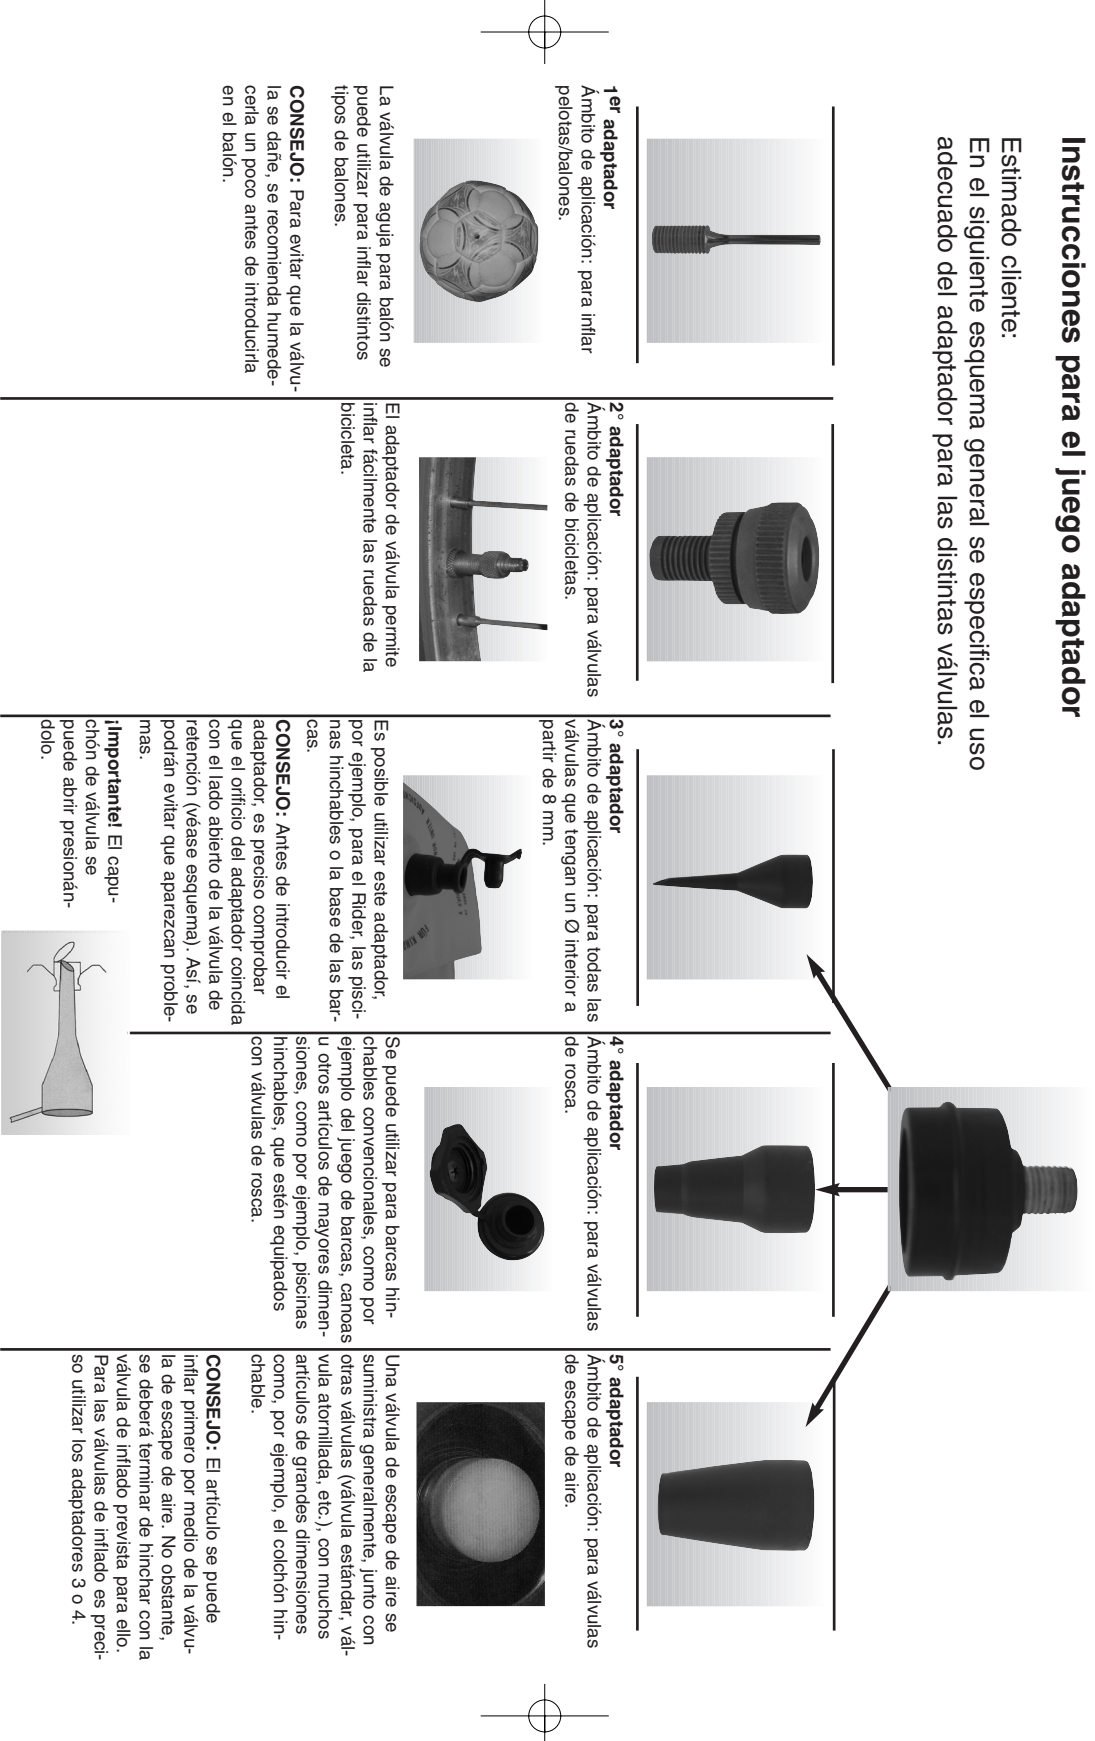 Instrucciones para el juego adaptador
Estimado cliente:
En el siguiente esquema general se especifica el uso
adecuado del adaptador para las distintas válvulas.
1er adaptador
Ámbito de aplicación: para inflar
pelotas/balones.
La válvula de aguja para balón se
puede utilizar para inflar distintos
tipos de balones.
CONSEJO: Para evitar que la válvu-
la se dañe, se recomienda humede-
cerla un poco antes de introducirla
en el balón.
2° adaptador
Ámbito de aplicación: para válvulas
de ruedas de bicicletas.
El adaptador de válvula permite
inflar fácilmente las ruedas de la
bicicleta.
3° adaptador
Ámbito de aplicación: para todas las
válvulas que tengan un Ø interior a
partir de 8 mm.
Es posible utilizar este adaptador,
por ejemplo, para el Rider, las pisci-
nas hinchables o la base de las bar-
cas.
CONSEJO: Antes de introducir el
adaptador, es preciso comprobar
que el orificio del adaptador coincida
con el lado abierto de la válvula de
retención (véase esquema). Así, se
podrán evitar que aparezcan proble-
mas.
¡Importante! El capu-
chón de válvula se
puede abrir presionán-
dolo.
4° adaptador
Ámbito de aplicación: para válvulas
de rosca.
Se puede utilizar para barcas hin-
chables convencionales, como por
ejemplo del juego de barcas, canoas
u otros artículos de mayores dimen-
siones, como por ejemplo, piscinas
hinchables, que estén equipados
con válvulas de rosca.
5° adaptador
Ámbito de aplicación: para válvulas
de escape de aire.
Una válvula de escape de aire se
suministra generalmente, junto con
otras válvulas (válvula estándar, vál-
vula atornillada, etc.), con muchos
artículos de grandes dimensiones
como, por ejemplo, el colchón hin-
chable.
CONSEJO: El artículo se puede
inflar primero por medio de la válvu-
la de escape de aire. No obstante,
se deberá terminar de hinchar con la
válvula de inflado prevista para ello.
Para las válvulas de inflado es preci-
so utilizar los adaptadores 3 o 4.